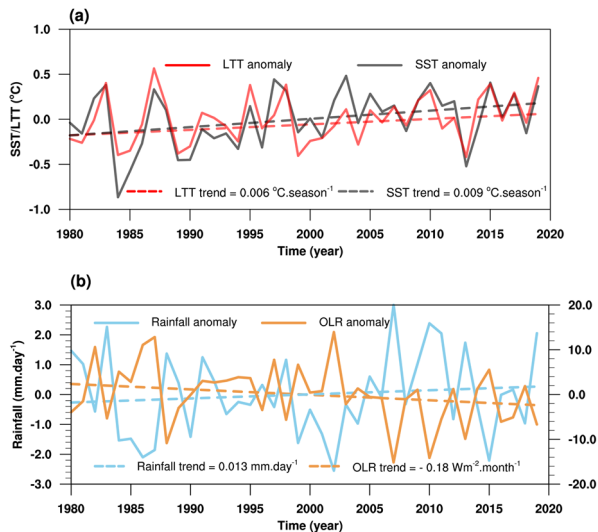 (a)
LTT anomaly SST anomaly
1.0
0.5
0.0
-0.5
-1.0
SST/LTT (°C)
LTT trend = 0.006 °C.season⁻¹ SST trend = 0.009 °C.season⁻¹
1980 1985 1990 1995 2000 2005 2010 2015 2020
Time (year)
(b)
Rainfall anomaly OLR anomaly
3.0 20.0
2.0
1.0 10.0
0.0 0.0
-1.0
-2.0 -10.0
-3.0 -20.0
Rainfall (mm.day⁻¹)
Rainfall trend = 0.013 mm.day⁻¹ OLR trend = - 0.18 Wm⁻².month⁻¹
1980 1985 1990 1995 2000 2005 2010 2015 2020
Time (year)